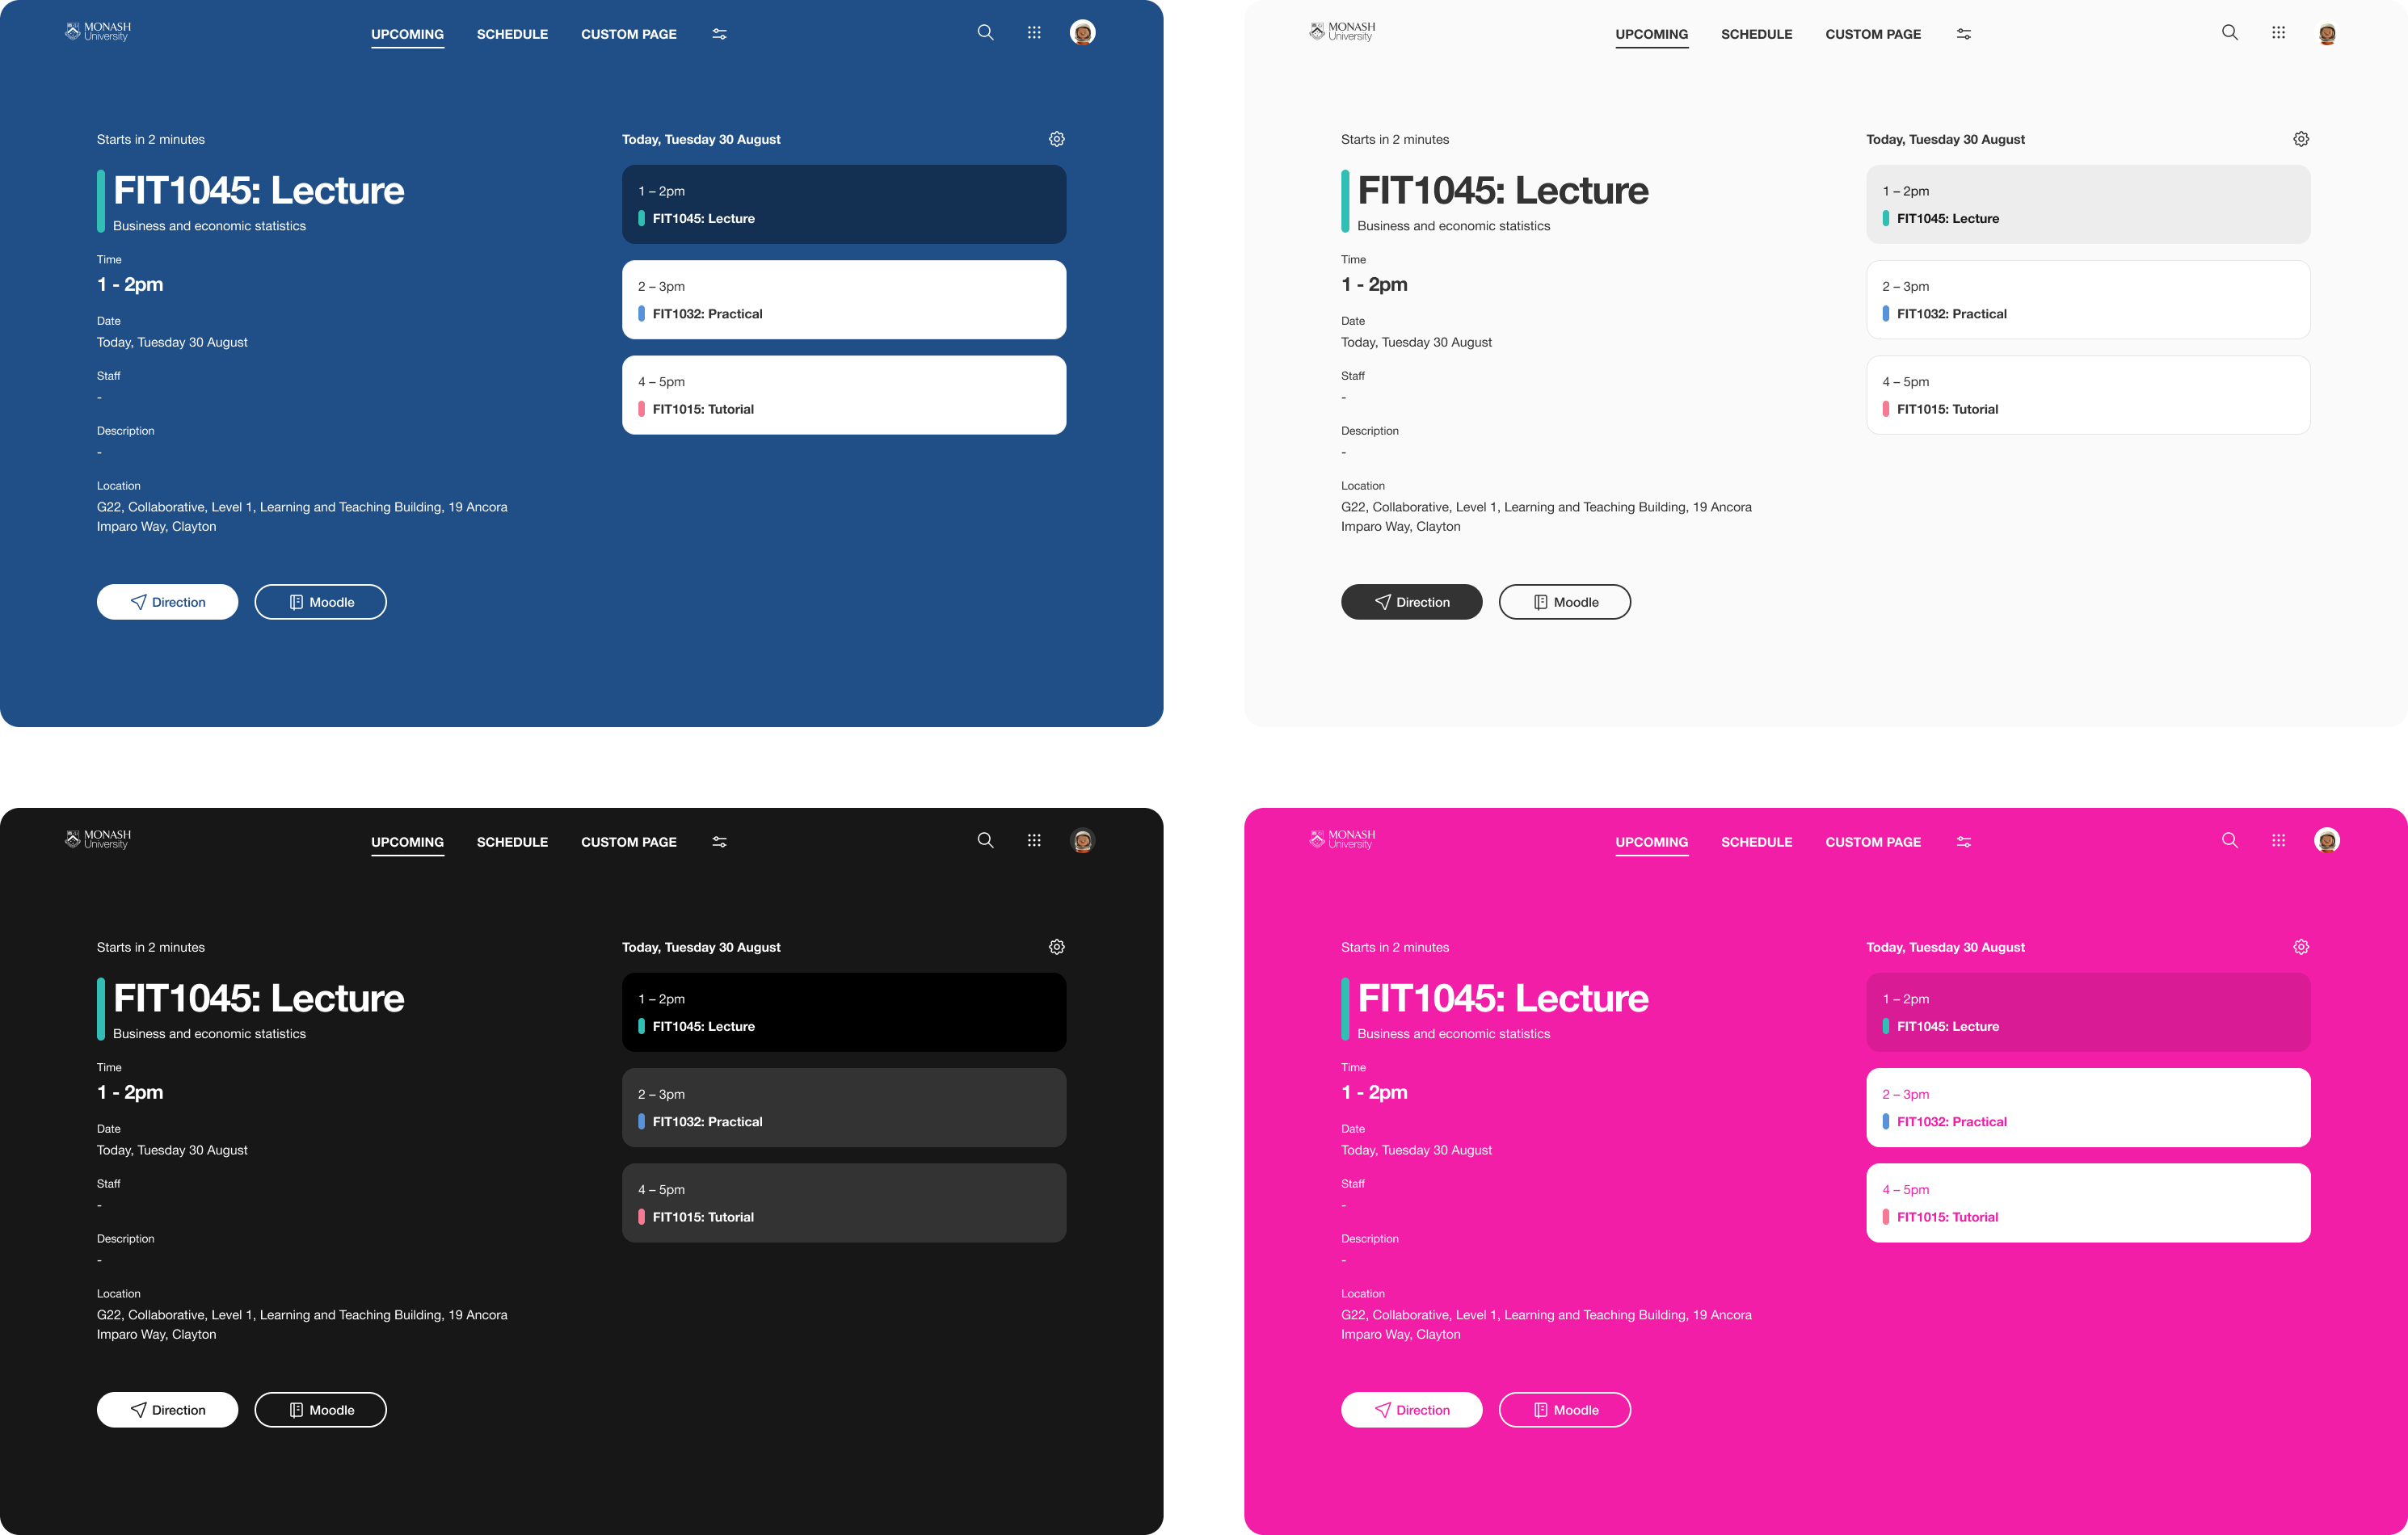 MONASH
University
UPCOMING SCHEDULE CUSTOM PAGE
Starts in 2 minutes
FIT1045: Lecture
Business and economic statistics
Time
1 - 2pm
Date
Today, Tuesday 30 August
Staff
-
Description
-
Location
G22, Collaborative, Level 1, Learning and Teaching Building, 19 Ancora
Imparo Way, Clayton
Direction Moodle
Today, Tuesday 30 August
1 – 2pm
FIT1045: Lecture
2 – 3pm
FIT1032: Practical
4 – 5pm
FIT1015: Tutorial
MONASH
University
UPCOMING SCHEDULE CUSTOM PAGE
Starts in 2 minutes
FIT1045: Lecture
Business and economic statistics
Time
1 - 2pm
Date
Today, Tuesday 30 August
Staff
-
Description
-
Location
G22, Collaborative, Level 1, Learning and Teaching Building, 19 Ancora
Imparo Way, Clayton
Direction Moodle
Today, Tuesday 30 August
1 – 2pm
FIT1045: Lecture
2 – 3pm
FIT1032: Practical
4 – 5pm
FIT1015: Tutorial
MONASH
University
UPCOMING SCHEDULE CUSTOM PAGE
Starts in 2 minutes
FIT1045: Lecture
Business and economic statistics
Time
1 - 2pm
Date
Today, Tuesday 30 August
Staff
-
Description
-
Location
G22, Collaborative, Level 1, Learning and Teaching Building, 19 Ancora
Imparo Way, Clayton
Direction Moodle
Today, Tuesday 30 August
1 – 2pm
FIT1045: Lecture
2 – 3pm
FIT1032: Practical
4 – 5pm
FIT1015: Tutorial
MONASH
University
UPCOMING SCHEDULE CUSTOM PAGE
Starts in 2 minutes
FIT1045: Lecture
Business and economic statistics
Time
1 - 2pm
Date
Today, Tuesday 30 August
Staff
-
Description
-
Location
G22, Collaborative, Level 1, Learning and Teaching Building, 19 Ancora
Imparo Way, Clayton
Direction Moodle
Today, Tuesday 30 August
1 – 2pm
FIT1045: Lecture
2 – 3pm
FIT1032: Practical
4 – 5pm
FIT1015: Tutorial